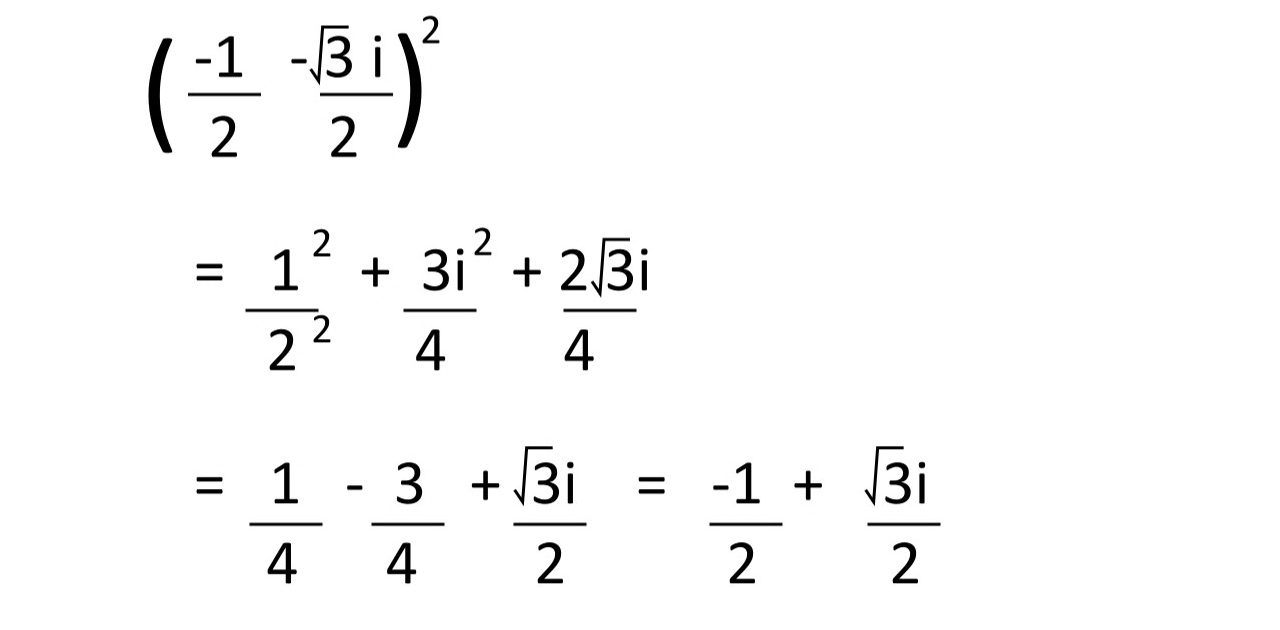 (-1/2 -√3 i/2)²
= 1²/2² + 3i²/4 + 2√3i/4
= 1/4 - 3/4 + √3i/2 = -1/2 + √3i/2